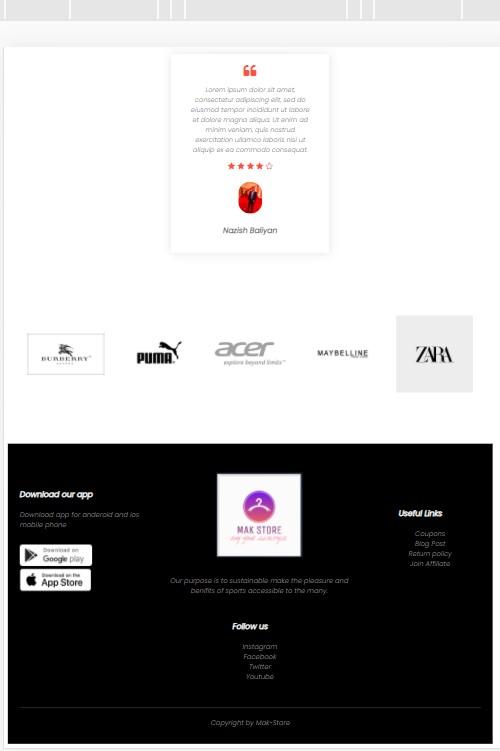 Lorem ipsum dolor sit amet,
consectetur adipiscing elit, sed do
eiusmod tempor incididunt ut labore
et dolore magna aliqua. Ut enim ad
minim veniam, quis nostrud
exercitation ullamco laboris nisi ut
aliquip ex ea commodo consequat.
Nazish Baliyan
BURBERRY
PUMA
acer
explore beyond limits™
MAYBELLINE
ZARA
Download our app
Download app for anderoid and ios
mobile phone
Download on
Google play
Download on the
App Store
MAK STORE
Our purpose is to sustainable make the pleasure and
benifits of sports accessible to the many.
Follow us
Instagram
Facebook
Twitter
Youtube
Useful Links
Coupons
Blog Post
Return policy
Join Affiliate
Copyright by Mak-Store